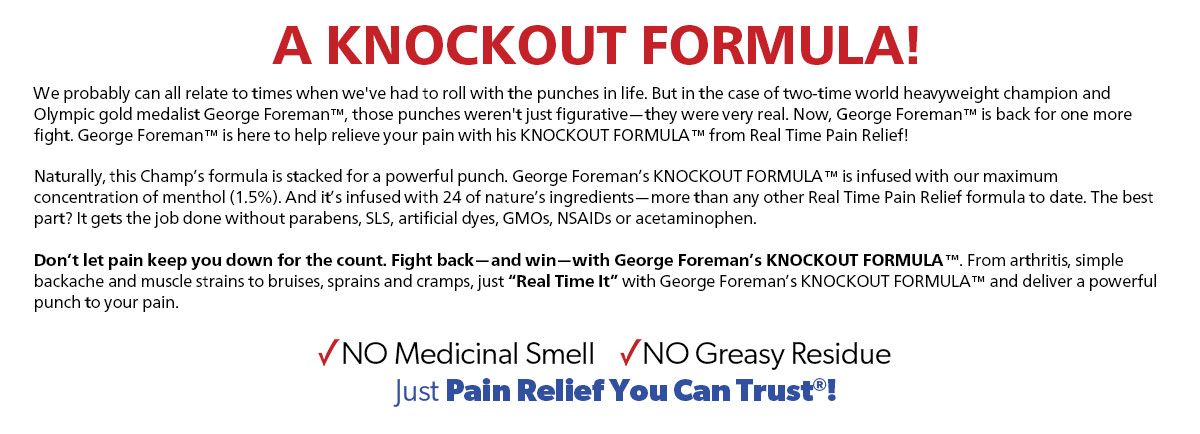 A KNOCKOUT FORMULA!
We probably can all relate to times when we've had to roll with the punches in life. But in the case of two-time world heavyweight champion and
Olympic gold medalist George Foreman™, those punches weren't just figurative—they were very real. Now, George Foreman™ is back for one more
fight. George Foreman™ is here to help relieve your pain with his KNOCKOUT FORMULA™ from Real Time Pain Relief!
Naturally, this Champ's formula is stacked for a powerful punch. George Foreman's KNOCKOUT FORMULA™ is infused with our maximum
concentration of menthol (1.5%). And it's infused with 24 of nature's ingredients—more than any other Real Time Pain Relief formula to date. The best
part? It gets the job done without parabens, SLS, artificial dyes, GMOs, NSAIDs or acetaminophen.
Don't let pain keep you down for the count. Fight back—and win—with George Foreman's KNOCKOUT FORMULA™. From arthritis, simple
backache and muscle strains to bruises, sprains and cramps, just “Real Time It” with George Foreman's KNOCKOUT FORMULA™ and deliver a powerful
punch to your pain.
✓NO Medicinal Smell ✓NO Greasy Residue
Just Pain Relief You Can Trust®!